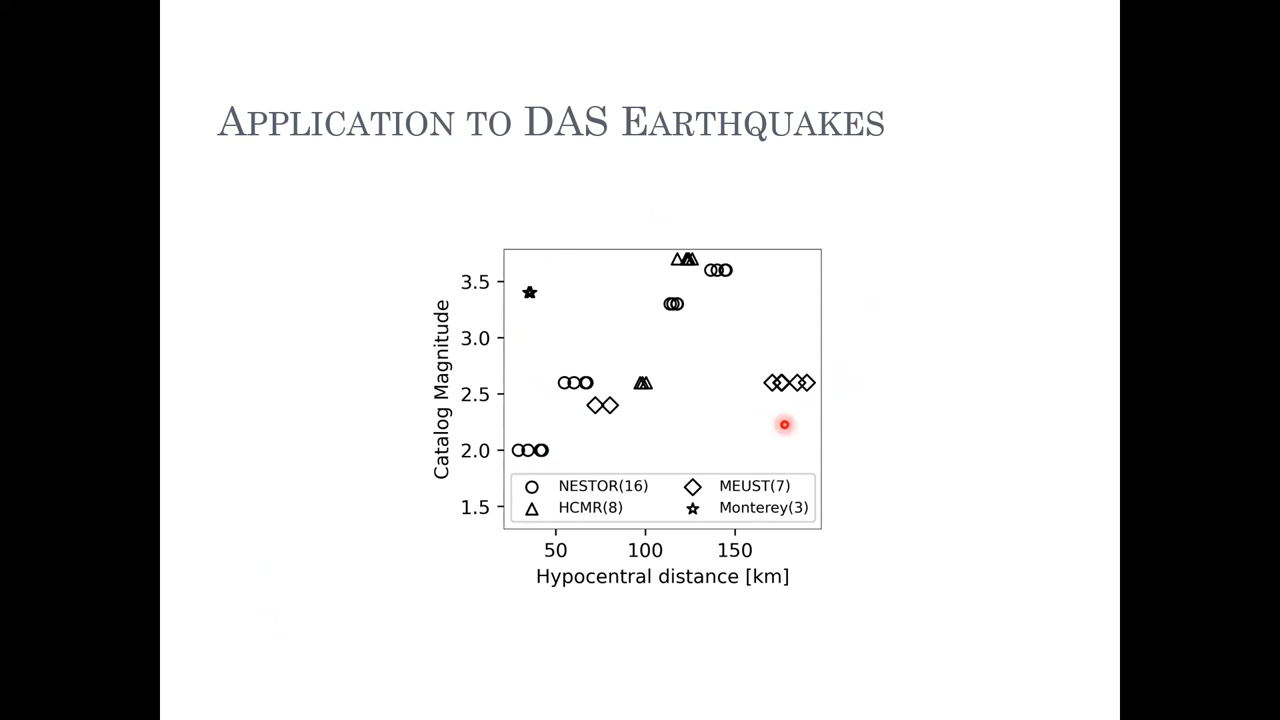 APPLICATION TO DAS EARTHQUAKES
Catalog Magnitude
3.5
3.0
2.5
2.0
1.5
NESTOR(16)
MEUST(7)
HCMR(8)
Monterey(3)
50 100 150
Hypocentral distance [km]